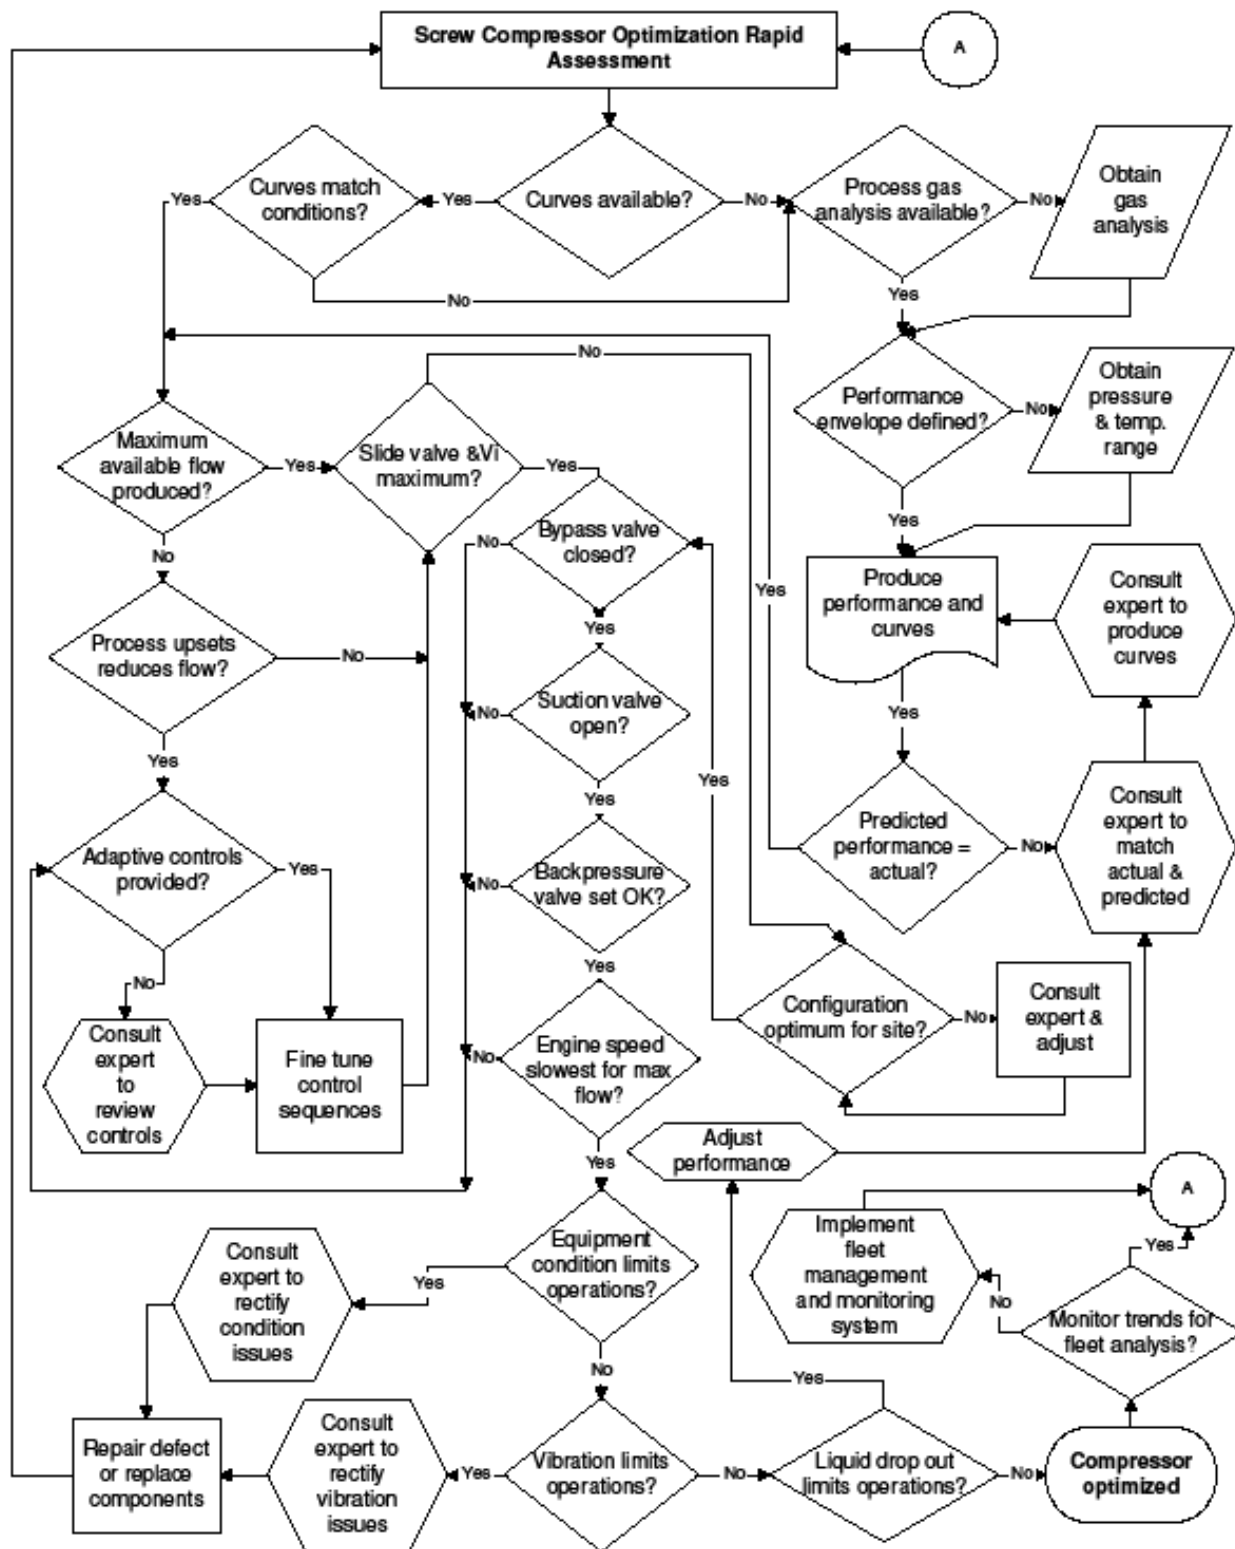 Screw Compressor Optimization Rapid
Assessment
A
Curves match
conditions?
Yes
Yes
Curves available?
No
Process gas
analysis available?
No
Obtain
gas
analysis
No
Yes
No
Yes
Performance
envelope defined?
No
Obtain
pressure
& temp.
range
Maximum
available flow
produced?
Yes
Slide valve &Vi
maximum?
Yes
No
Bypass valve
closed?
No
Yes
Yes
Produce
performance and
curves
Consult
expert to
produce
curves
Process upsets
reduces flow?
No
Yes
Suction valve
open?
No
Yes
Yes
Yes
Yes
Adaptive controls
provided?
Yes
No
Backpressure
valve set OK?
No
Yes
Predicted
performance =
actual?
No
Consult
expert to
match
actual &
predicted
Consult
expert
to
review
controls
Fine tune
control
sequences
Engine speed
slowest for max
flow?
No
Yes
Configuration
optimum for site?
No
Consult
expert &
adjust
Adjust
performance
A
Equipment
condition limits
operations?
Yes
No
Consult
expert to
rectify
condition
issues
Implement
fleet
management
and monitoring
system
No
Yes
Monitor trends for
fleet analysis?
Repair defect
or replace
components
Consult
expert to
rectify
vibration
issues
Yes
Vibration limits
operations?
No
Yes
Liquid drop out
limits operations?
No
Compressor
optimized